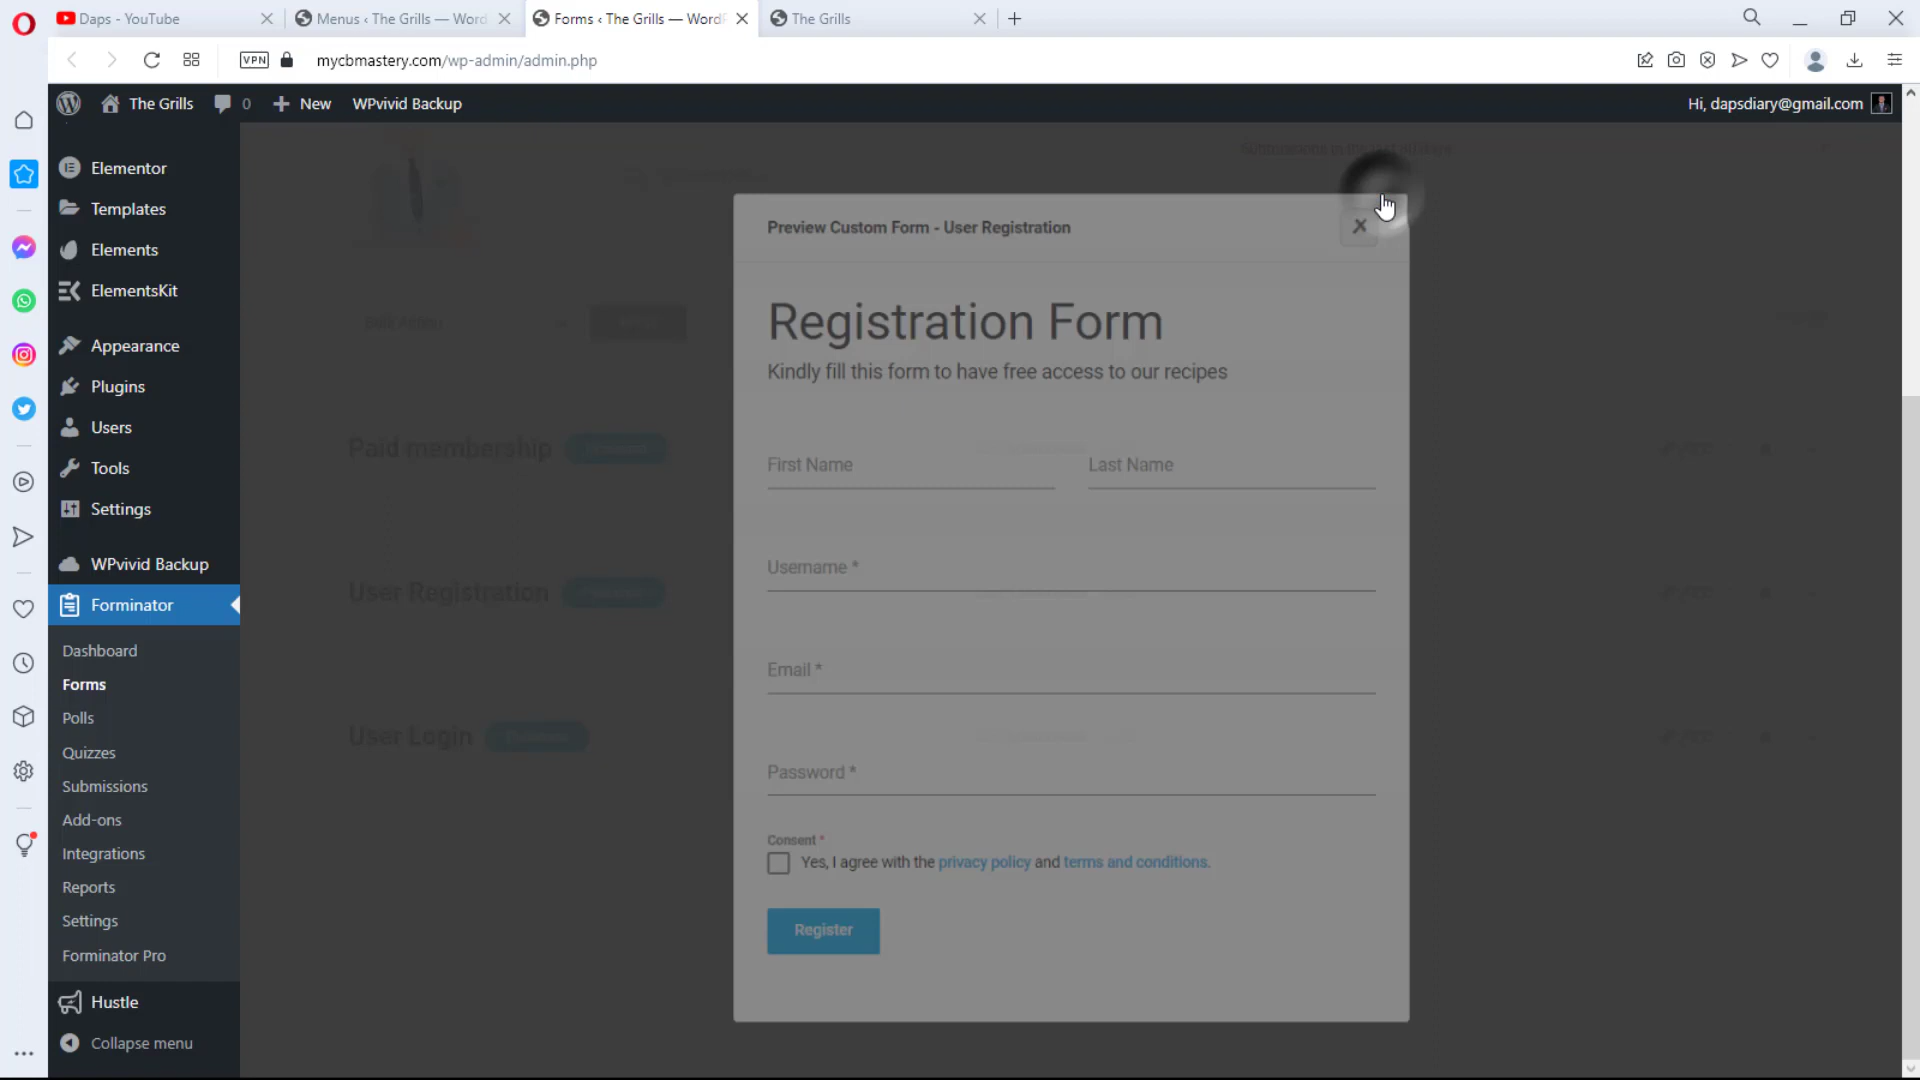 Daps - YouTube
Menus ‹ The Grills — Word
Forms ‹ The Grills — WordP
The Grills
VPN
mycbmastery.com/wp-admin/admin.php
The Grills
0
New
WPvivid Backup
Hi, dapsdiary@gmail.com
Elementor
Templates
Elements
ElementsKit
Appearance
Plugins
Users
Tools
Settings
WPvivid Backup
Forminator
Dashboard
Forms
Polls
Quizzes
Submissions
Add-ons
Integrations
Reports
Settings
Forminator Pro
Hustle
Collapse menu
Paid membership
User Registration
User Login
Preview Custom Form - User Registration
Registration Form
Kindly fill this form to have free access to our recipes
First Name
Last Name
Username *
Email *
Password *
Consent *
Yes, I agree with the privacy policy and terms and conditions.
Register